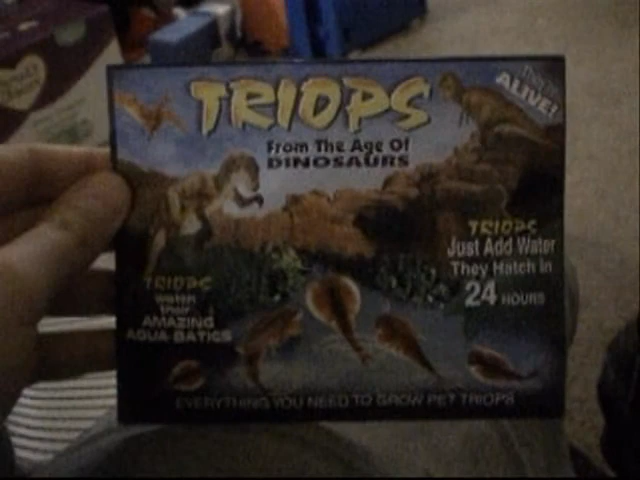 TRIOPS
They're
ALIVE!
From The Age Of
DINOSAURS
TRIOPS
Just Add Water
They Hatch In
24 HOURS
TRIOPS
Watch
Their
AMAZING
AQUA-BATICS
EVERYTHING YOU NEED TO GROW PET TRIOPS